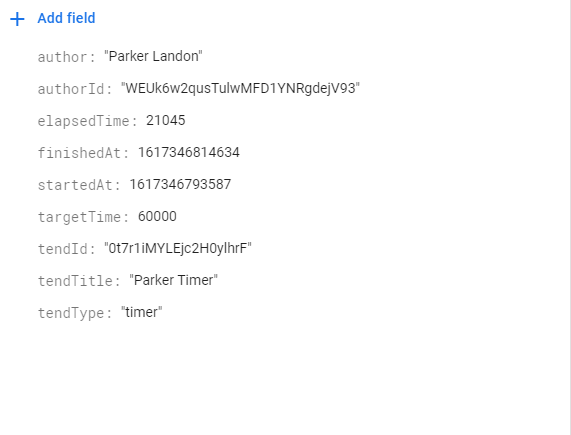 + Add field
author: "Parker Landon"
authorId: "WEUk6w2qusTulwMFD1YNRgdejV93"
elapsedTime: 21045
finishedAt: 1617346814634
startedAt: 1617346793587
targetTime: 60000
tendId: "0t7r1iMYLEjc2H0ylhrF"
tendTitle: "Parker Timer"
tendType: "timer"